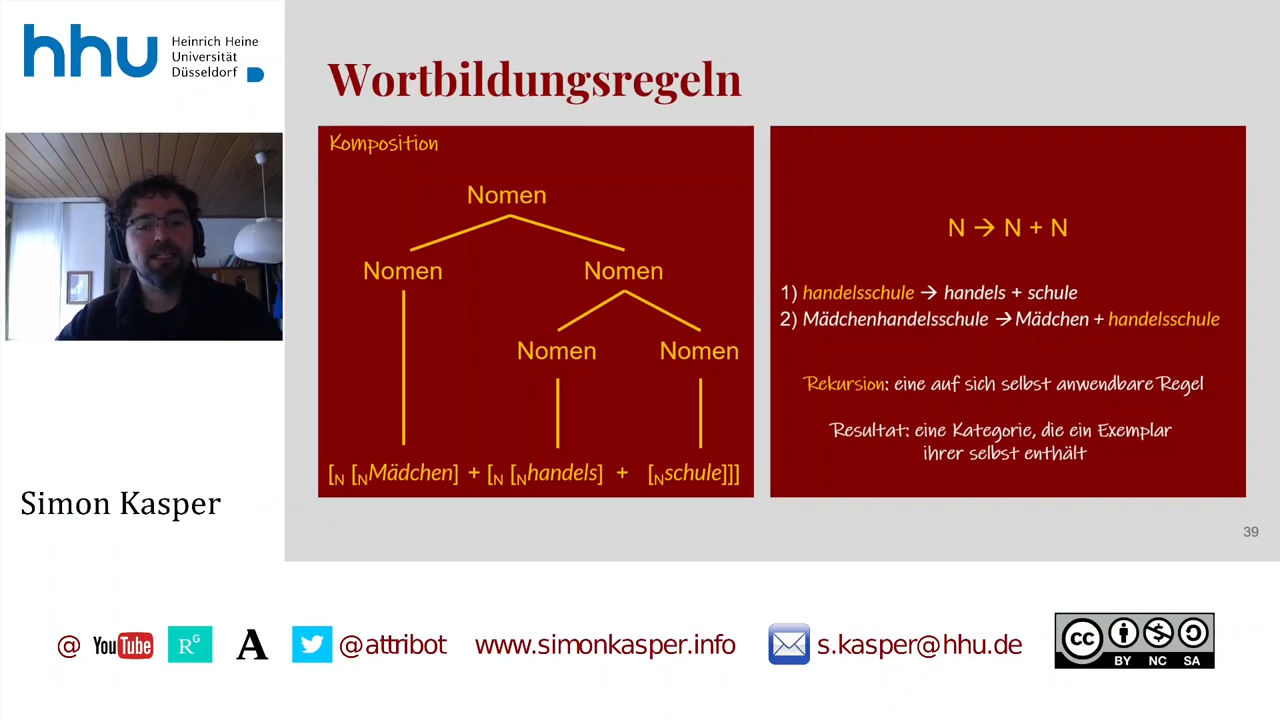 hhu
Heinrich Heine
Universität
Düsseldorf
Wortbildungsregeln
Komposition
Nomen
Nomen Nomen
Nomen Nomen
[N [NMädchen] + [N [Nhandels] + [Nschule]]]
N → N + N
1) handelsschule → handels + schule
2) Mädchenhandelsschule → Mädchen + handelsschule
Rekursion: eine auf sich selbst anwendbare Regel
Resultat: eine Kategorie, die ein Exemplar
ihrer selbst enthält
39
Simon Kasper
@ YouTube RG A @attribot www.simonkasper.info s.kasper@hhu.de
cc BY NC SA